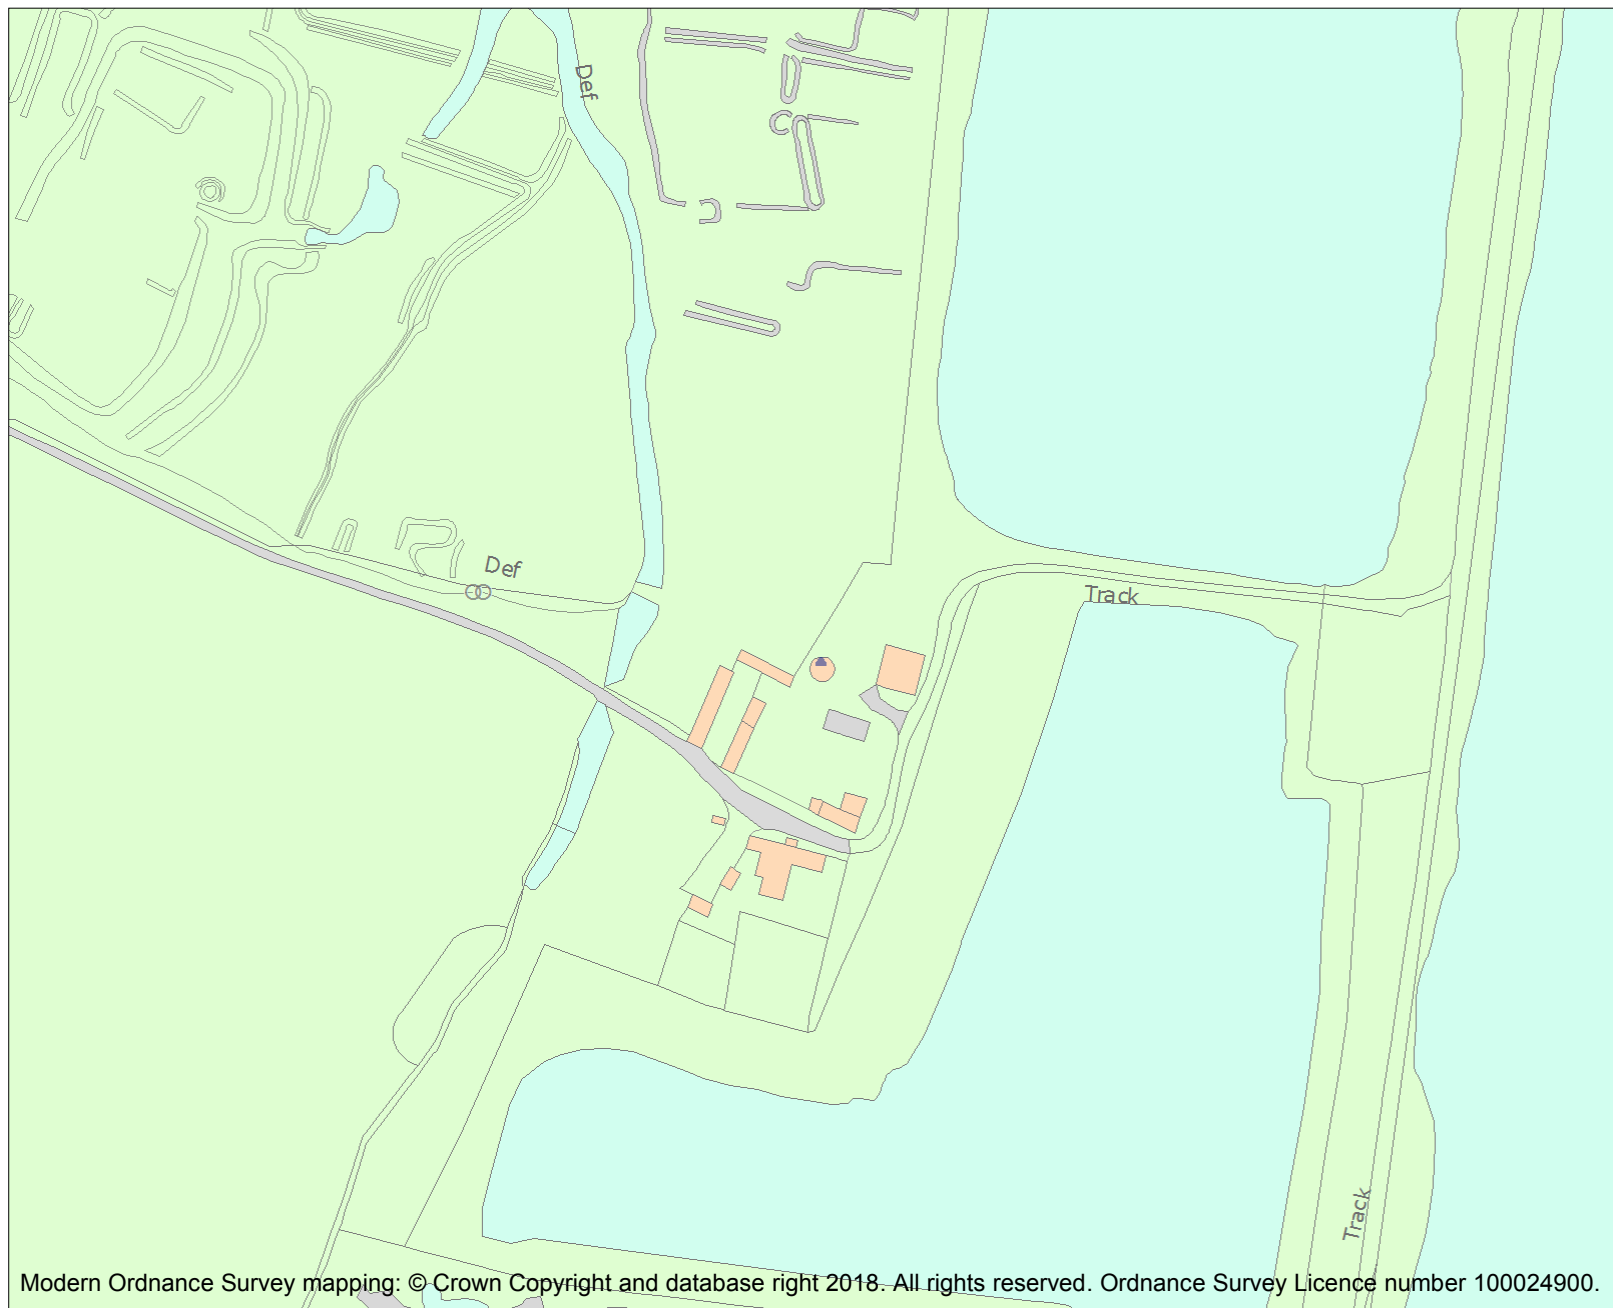 Def
Def
Track
Track
Modern Ordnance Survey mapping: © Crown Copyright and database right 2018. All rights reserved. Ordnance Survey Licence number 100024900.